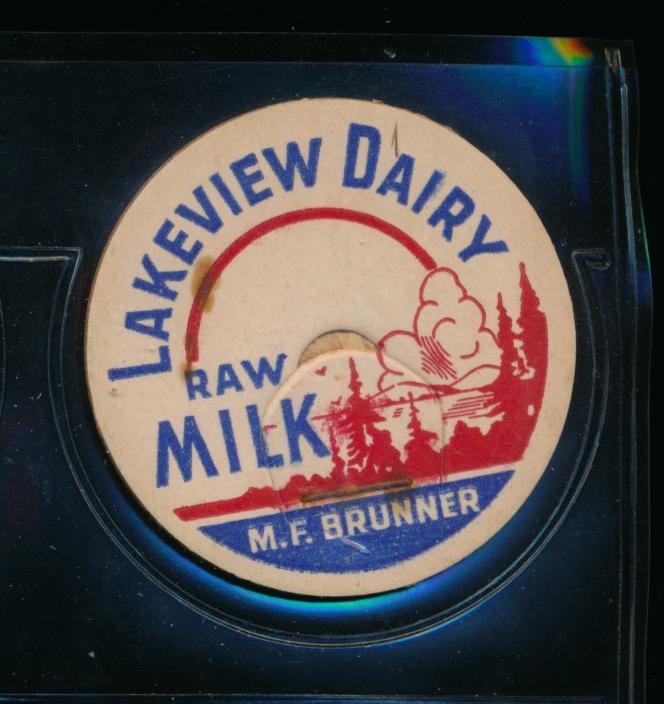 LAKEVIEW DAIRY
RAW
MILK
M.F. BRUNNER